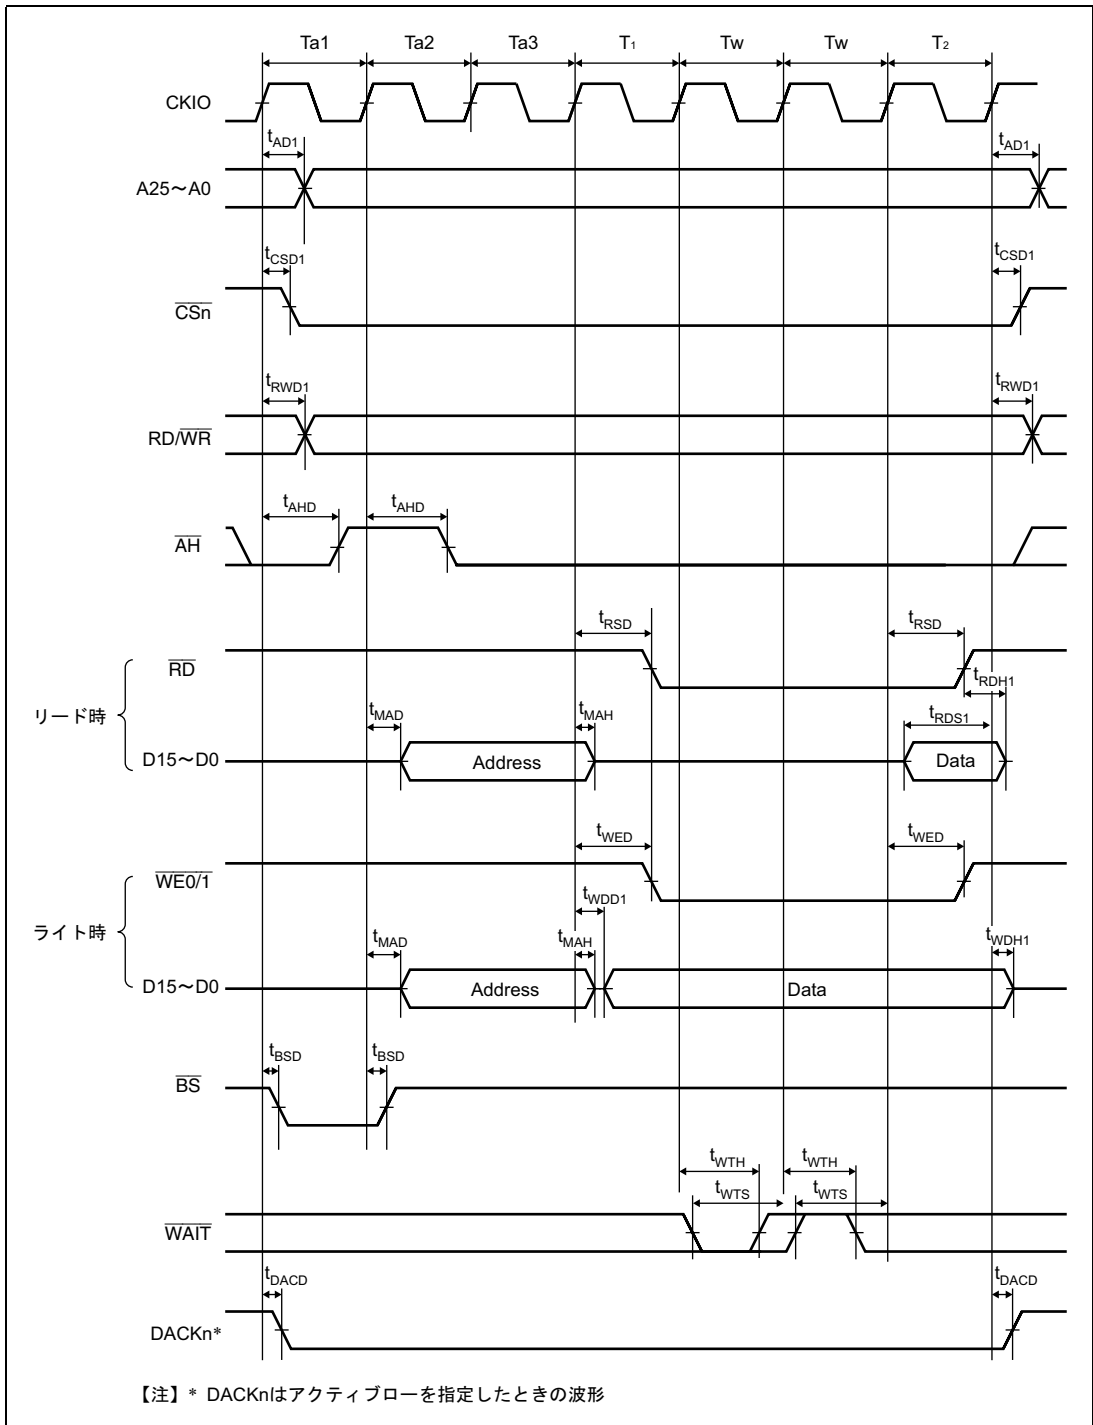 Ta1 Ta2 Ta3 T1 Tw Tw T2
CKIO
tAD1 tAD1
A25～A0
tCSD1 tCSD1
CSn
tRWD1 tRWD1
RD/WR
tAHD tAHD
AH
tRSD tRSD
RD
tRDH1
リード時
tMAD tMAH tRDS1
D15～D0 Address Data
tWED tWED
WE0/1
tWDD1
ライト時
tMAD tMAH tWDH1
D15～D0 Address Data
tBSD tBSD
BS
tWTH tWTH
tWTS tWTS
WAIT
tDACD tDACD
DACKn*
【注】* DACKnはアクティブローを指定したときの波形